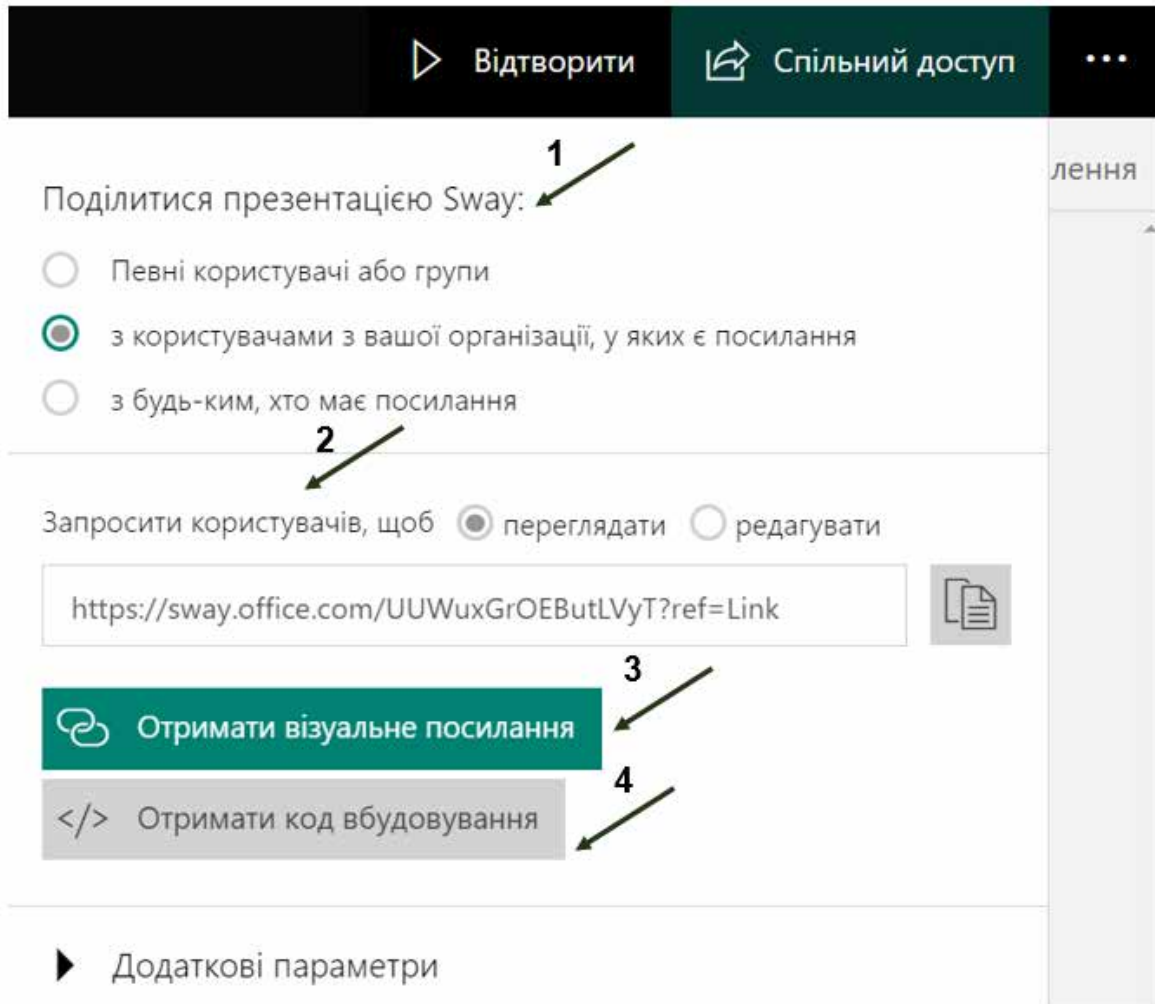 Відтворити
Спільний доступ
...
1
лення
Поділитися презентацією Sway:
Певні користувачі або групи
з користувачами з вашої організації, у яких є посилання
з будь-ким, хто має посилання
2
Запросити користувачів, щоб переглядати редагувати
https://sway.office.com/UUWuxGrOEButLVyT?ref=Link
3
Отримати візуальне посилання
4
</> Отримати код вбудовування
Додаткові параметри